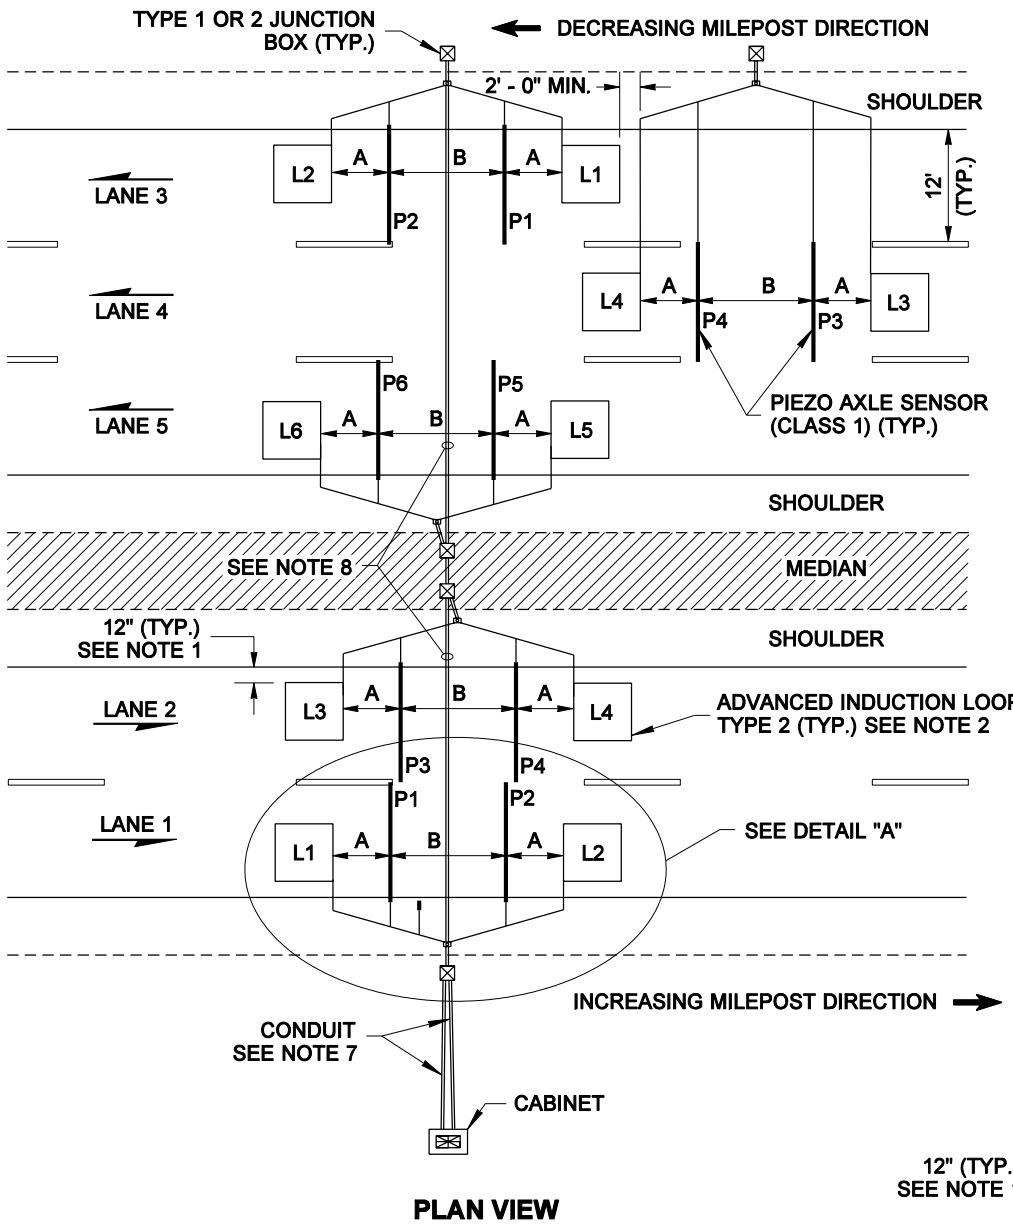 TYPE 1 OR 2 JUNCTION
BOX (TYP.)
DECREASING MILEPOST DIRECTION
2' - 0" MIN.
SHOULDER
L2
A
B
A
L1
12'
(TYP.)
LANE 3
P2
P1
LANE 4
L4
A
B
A
L3
P4
P3
P6
P5
LANE 5
L6
A
B
A
L5
PIEZO AXLE SENSOR
(CLASS 1) (TYP.)
SHOULDER
SEE NOTE 8
MEDIAN
12" (TYP.)
SEE NOTE 1
SHOULDER
LANE 2
L3
A
B
A
L4
ADVANCED INDUCTION LOOP
TYPE 2 (TYP.) SEE NOTE 2
P3
P4
P1
P2
LANE 1
L1
A
B
A
L2
SEE DETAIL "A"
INCREASING MILEPOST DIRECTION
CONDUIT
SEE NOTE 7
CABINET
12" (TYP.
SEE NOTE
PLAN VIEW